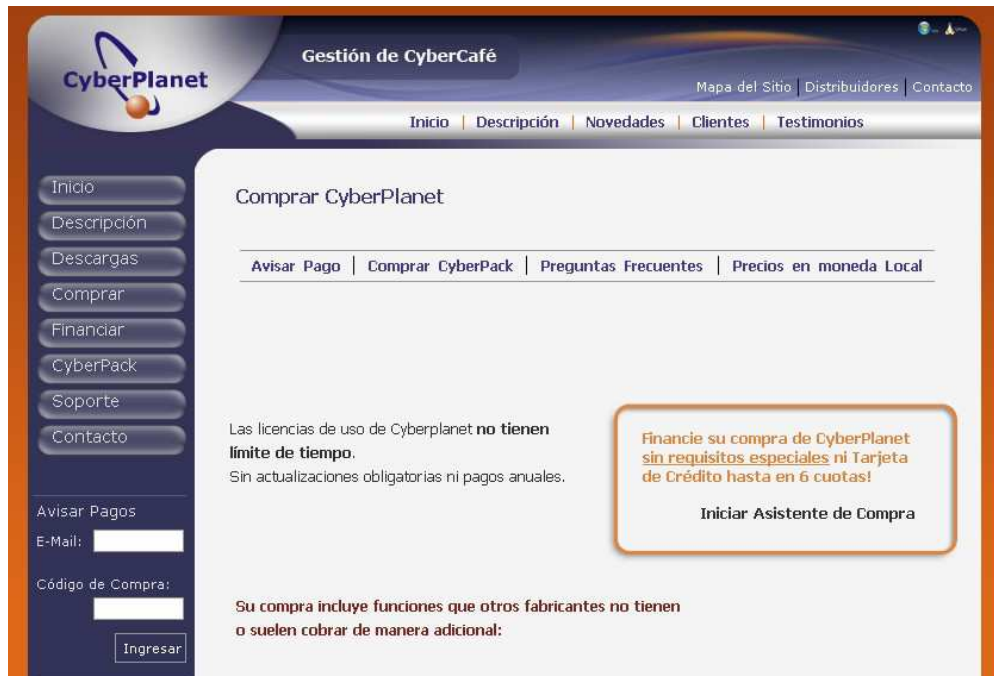 CyberPlanet
Gestión de CyberCafé
Mapa del Sitio | Distribuidores | Contacto
Inicio | Descripción | Novedades | Clientes | Testimonios
Inicio
Descripción
Descargas
Comprar
Financiar
CyberPack
Soporte
Contacto
Avisar Pagos
E-Mail:
Código de Compra:
Ingresar
Comprar CyberPlanet
Avisar Pago | Comprar CyberPack | Preguntas Frecuentes | Precios en moneda Local
Las licencias de uso de Cyberplanet no tienen
límite de tiempo.
Sin actualizaciones obligatorias ni pagos anuales.
Financie su compra de CyberPlanet
sin requisitos especiales ni Tarjeta
de Crédito hasta en 6 cuotas!
Iniciar Asistente de Compra
Su compra incluye funciones que otros fabricantes no tienen
o suelen cobrar de manera adicional: